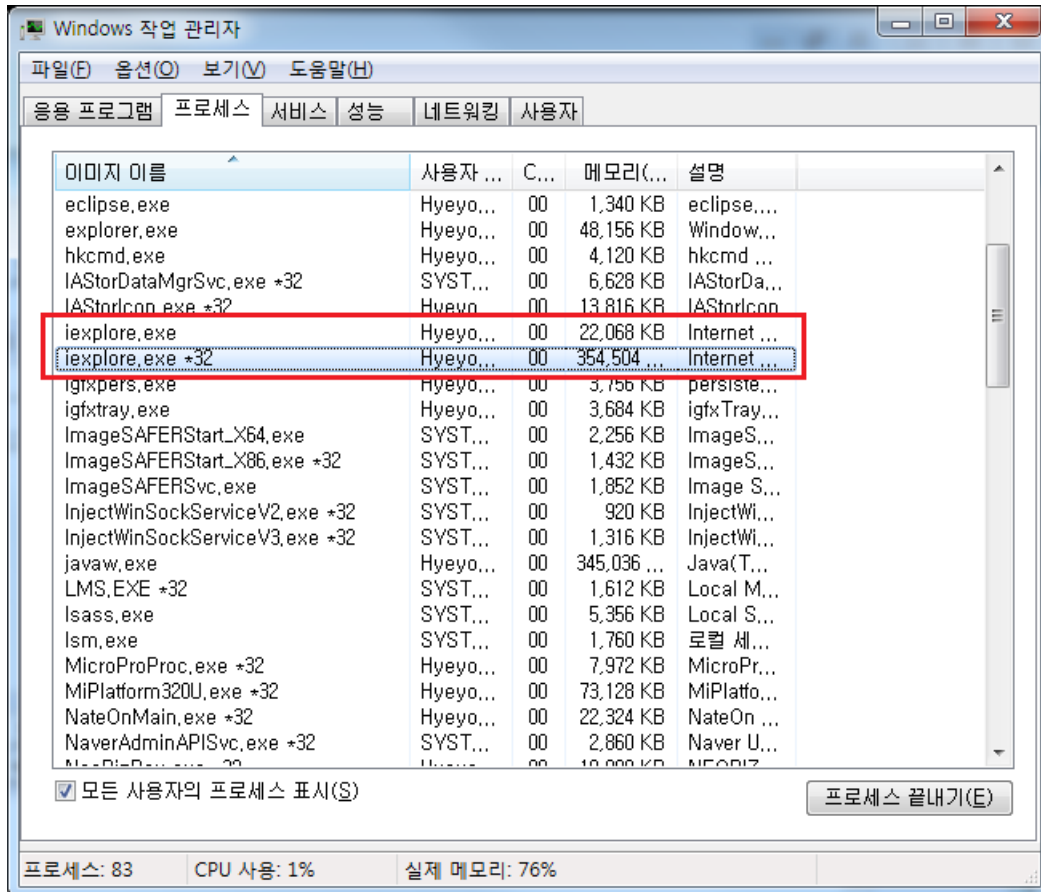 Windows 작업 관리자
파일(F) 옵션(O) 보기(V) 도움말(H)
응용 프로그램 프로세스 서비스 성능 네트워킹 사용자
이미지 이름 사용자 ... C... 메모리(... 설명
eclipse.exe Hyeyo... 00 1,340 KB eclipse....
explorer.exe Hyeyo... 00 48,156 KB Window...
hkcmd.exe Hyeyo... 00 4,120 KB hkcmd ...
IAStorDataMgrSvc.exe *32 SYST... 00 6,628 KB IAStorDa...
IAStorIcon.exe *32 Hyeyo... 00 13,816 KB IAStorIcon
iexplore.exe Hyeyo... 00 22,068 KB Internet ...
iexplore.exe *32 Hyeyo... 00 354,504 ... Internet ...
igfxpers.exe Hyeyo... 00 3,756 KB persiste...
igfxtray.exe Hyeyo... 00 3,684 KB igfxTray...
ImageSAFERStart_X64.exe SYST... 00 2,256 KB ImageS...
ImageSAFERStart_X86.exe *32 SYST... 00 1,432 KB ImageS...
ImageSAFERSvc.exe SYST... 00 1,852 KB Image S...
InjectWinSockServiceV2.exe *32 SYST... 00 920 KB InjectWi...
InjectWinSockServiceV3.exe *32 SYST... 00 1,316 KB InjectWi...
javaw.exe Hyeyo... 00 345,036 ... Java(T...
LMS.EXE *32 SYST... 00 1,612 KB Local M...
lsass.exe SYST... 00 5,356 KB Local S...
lsm.exe SYST... 00 1,760 KB 로컬 세...
MicroProProc.exe *32 Hyeyo... 00 7,972 KB MicroPr...
MiPlatform320U.exe *32 Hyeyo... 00 73,128 KB MiPlatfo...
NateOnMain.exe *32 Hyeyo... 00 22,324 KB NateOn ...
NaverAdminAPISvc.exe *32 SYST... 00 2,860 KB Naver U...
모든 사용자의 프로세스 표시(S) 프로세스 끝내기(E)
프로세스: 83 CPU 사용: 1% 실제 메모리: 76%